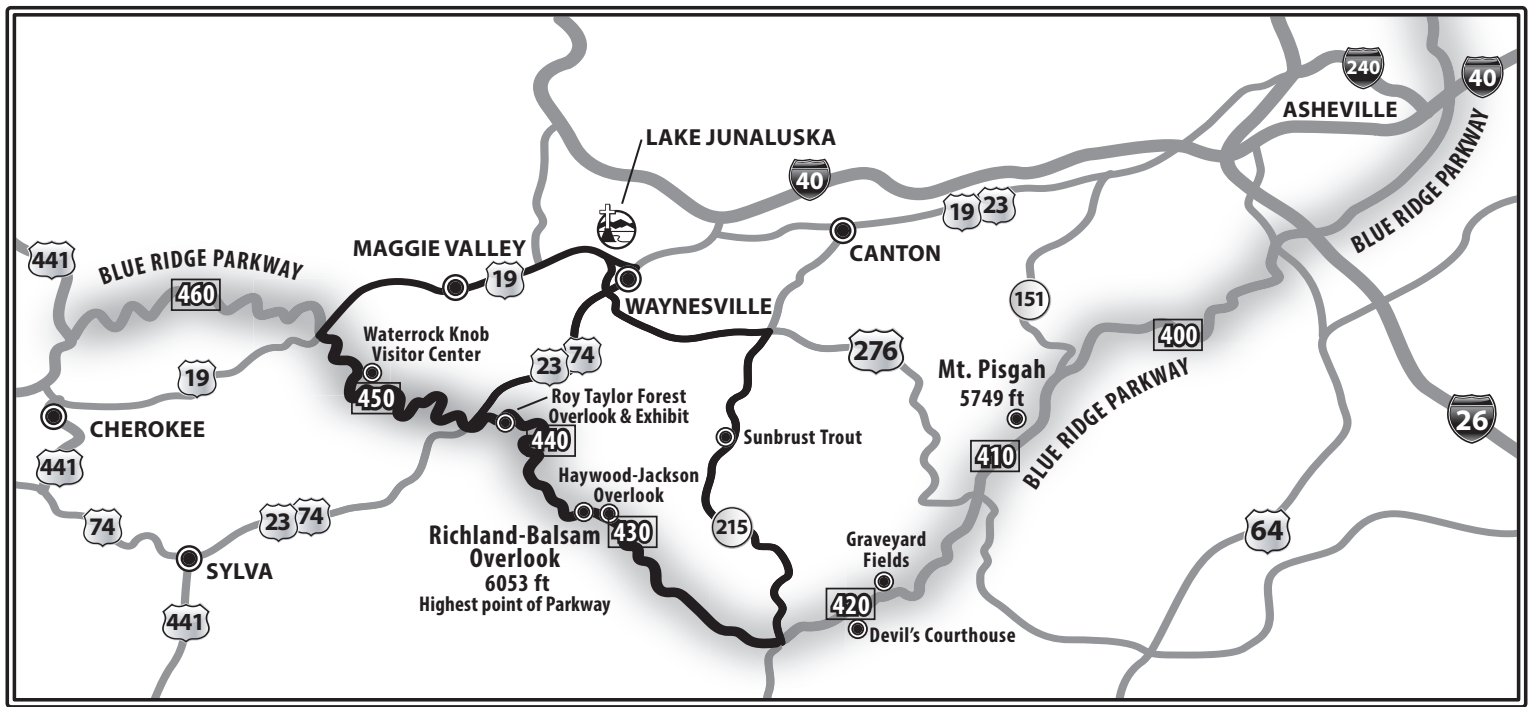 240
40
ASHEVILLE
BLUE RIDGE PARKWAY
LAKE JUNALUSKA
40
19
23
CANTON
441
BLUE RIDGE PARKWAY
460
MAGGIE VALLEY
19
WAYNESVILLE
151
400
Waterrock Knob
Visitor Center
450
19
23
74
276
Mt. Pisgah
5749 ft
BLUE RIDGE PARKWAY
26
Roy Taylor Forest
Overlook & Exhibit
440
CHEROKEE
441
Sunbrust Trout
410
Haywood-Jackson
Overlook
430
74
23
74
SYLVA
441
Richland-Balsam
Overlook
6053 ft
Highest point of Parkway
215
64
Graveyard
Fields
420
Devil's Courthouse